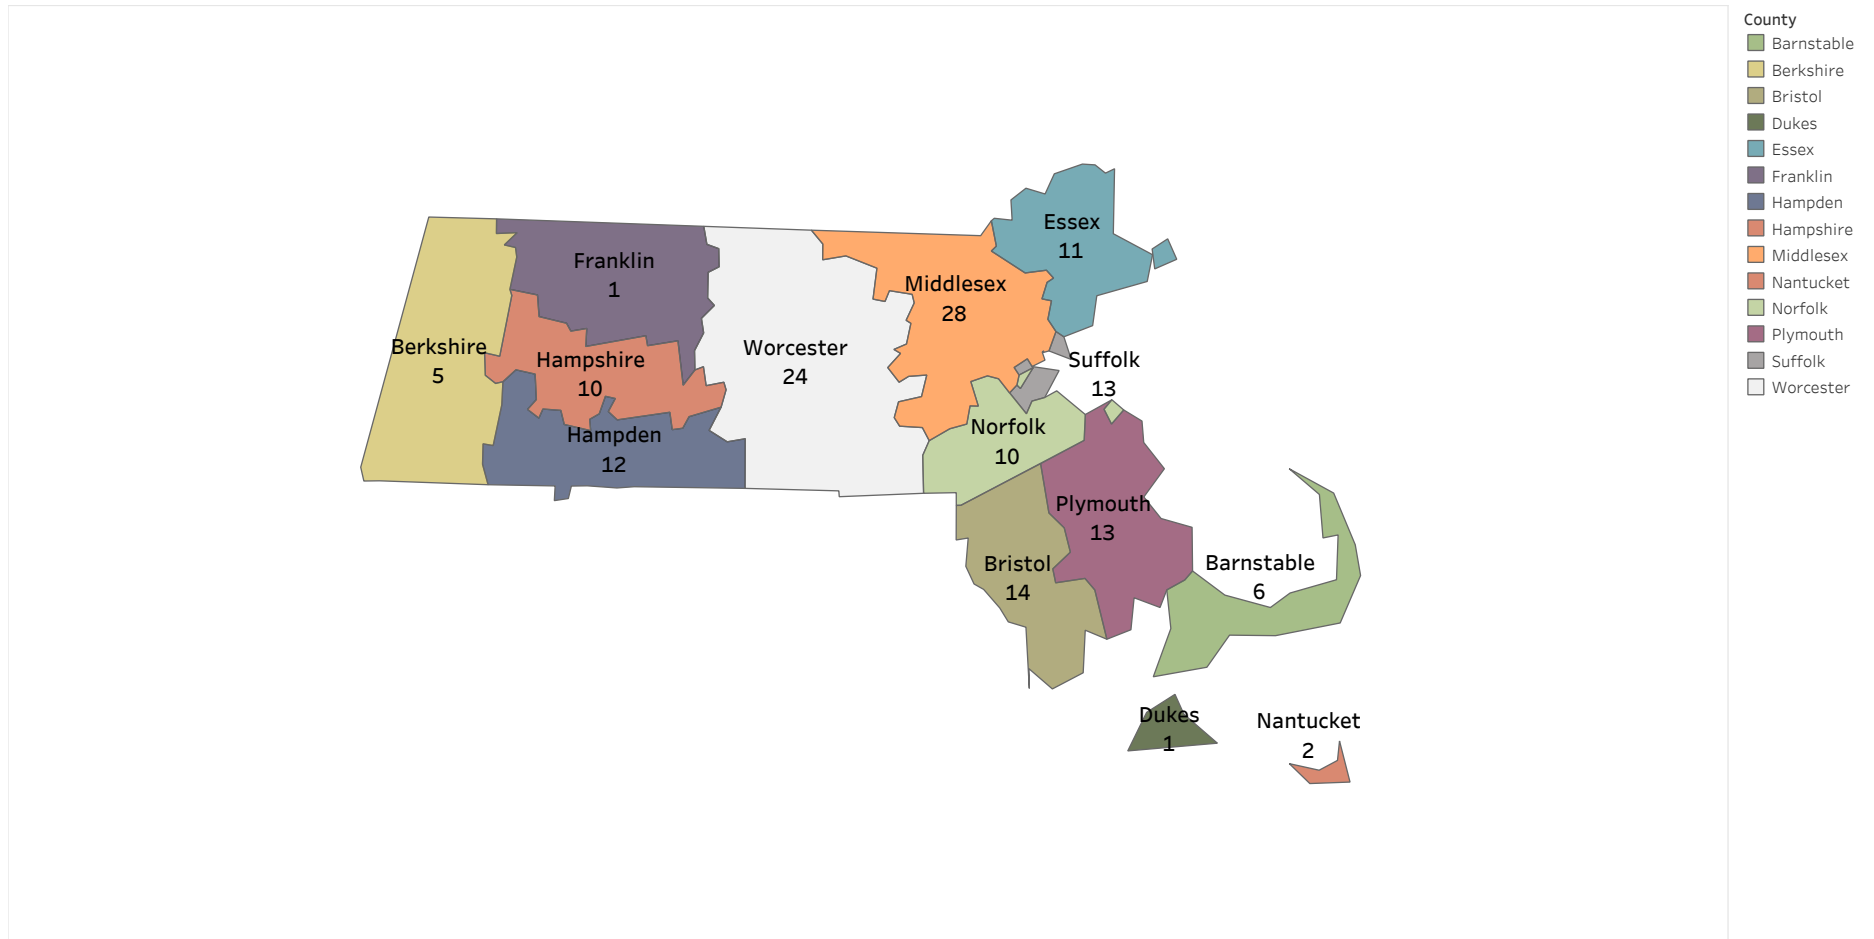 Essex
11
Franklin
1
Middlesex
28
Berkshire
5
Hampshire
10
Worcester
24
Suffolk
13
Hampden
12
Norfolk
10
Plymouth
13
Bristol
14
Barnstable
6
Dukes
1
Nantucket
2
County
Barnstable
Berkshire
Bristol
Dukes
Essex
Franklin
Hampden
Hampshire
Middlesex
Nantucket
Norfolk
Plymouth
Suffolk
Worcester